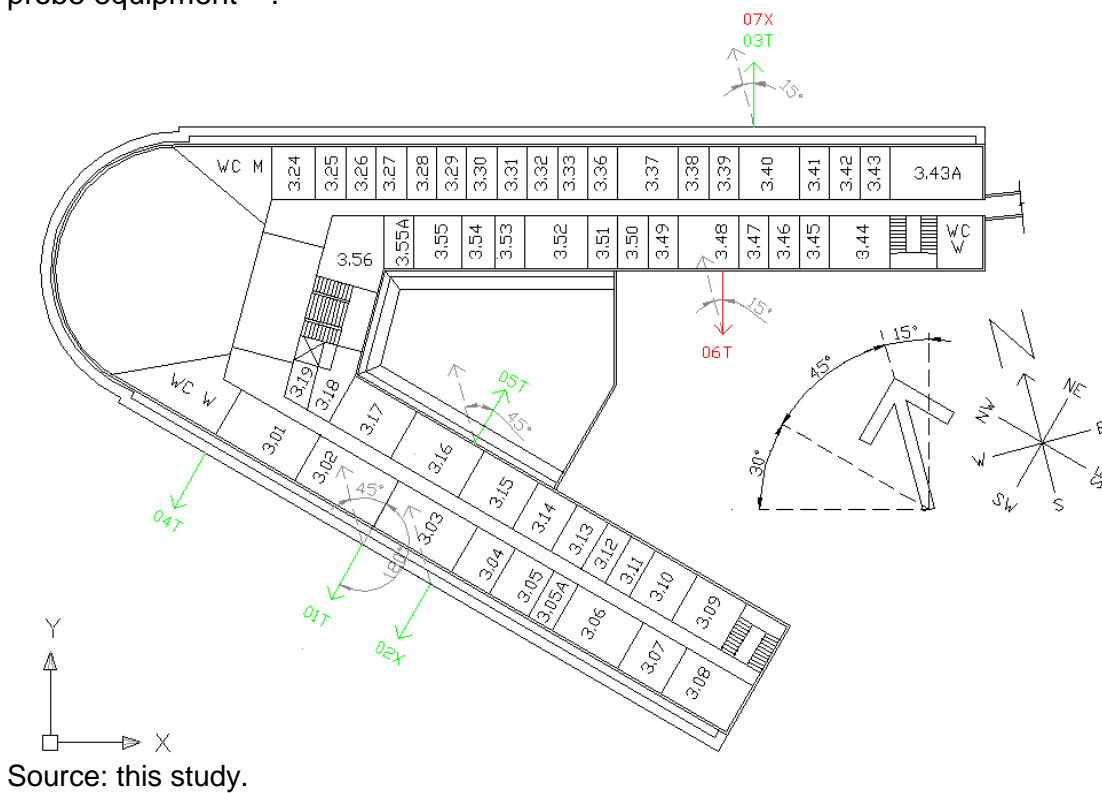 probe equipment
07X
03T
15°
WC M
3.24 3.25 3.26 3.27 3.28 3.29 3.30 3.31 3.32 3.33 3.36 3.37 3.38 3.39 3.40 3.41 3.42 3.43 3.43A
3.56 3.55A 3.55 3.54 3.53 3.52 3.51 3.50 3.49 3.48 3.47 3.46 3.45 3.44 WC W
15°
06T
05T
45°
3.19 3.18 3.17 3.16 3.15 3.14 3.13 3.12 3.11 3.10 3.09
WC W
3.01 3.02 3.03 3.04 3.05 3.05A 3.06 3.07 3.08
04T
45°
180°
01T
02X
15°
45°
30°
N
NE
NW
E
W
SE
SW
S
Y
X
Source: this study.